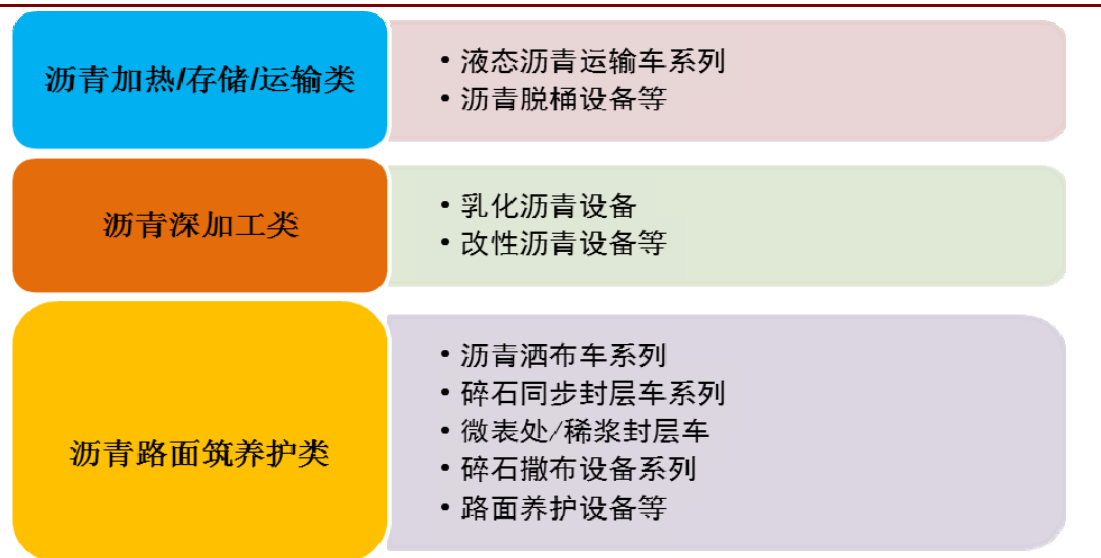 沥青加热/存储/运输类
• 液态沥青运输车系列
• 沥青脱桶设备等
沥青深加工类
• 乳化沥青设备
• 改性沥青设备等
沥青路面筑养护类
• 沥青洒布车系列
• 碎石同步封层车系列
• 微表处/稀浆封层车
• 碎石撒布设备系列
• 路面养护设备等